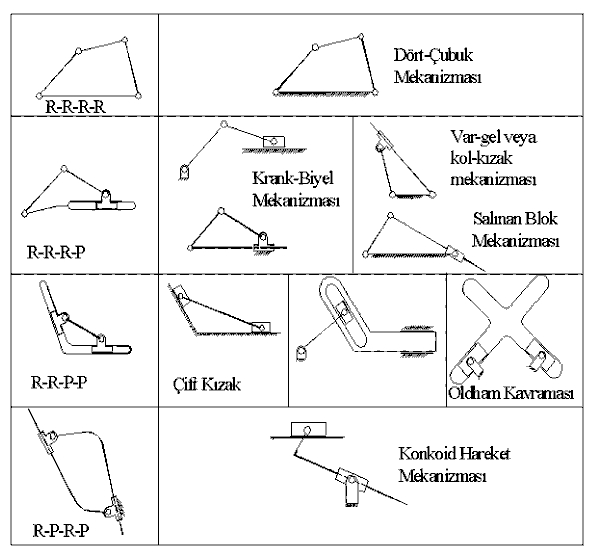 R-R-R-R
Dört-Çubuk
Mekanizması
R-R-R-P
Krank-Biyel
Mekanizması
Var-gel veya
kol-kızak
mekanizması
Salınan Blok
Mekanizması
R-R-P-P
Çift Kızak
Oldham Kavraması
R-P-R-P
Konkoid Hareket
Mekanizması